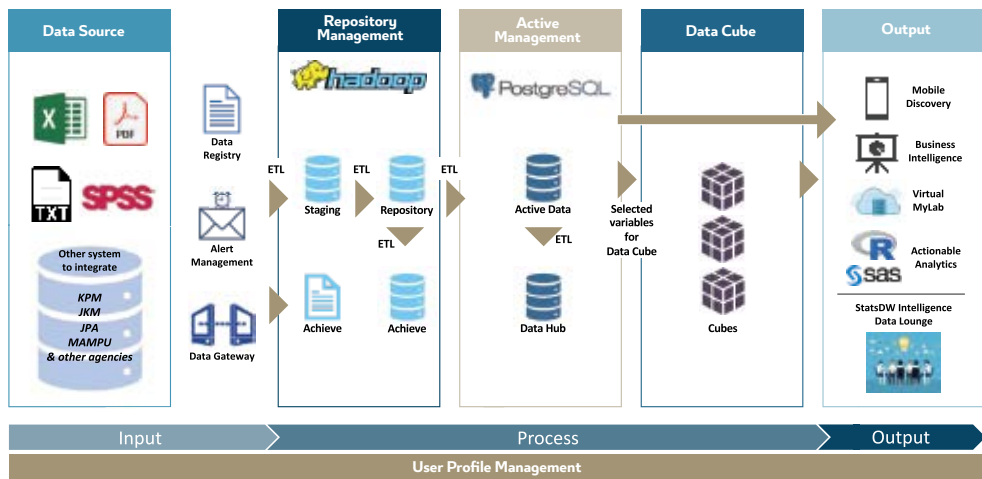 Data Source
Repository
Management
Active
Management
Data Cube
Output
X
PDF
TXT
SPSS
Other system
to integrate
KPM
JKM
JPA
MAMPU
& other agencies
Data
Registry
Alert
Management
Data Gateway
hadoop
ETL
Staging
ETL
Repository
ETL
ETL
Achieve
Achieve
PostgreSQL
Active Data
ETL
Data Hub
Selected
variables
for
Data Cube
Cubes
Mobile
Discovery
Business
Intelligence
Virtual
MyLab
R
sas
Actionable
Analytics
StatsDW Intelligence
Data Lounge
Input
Process
Output
User Profile Management